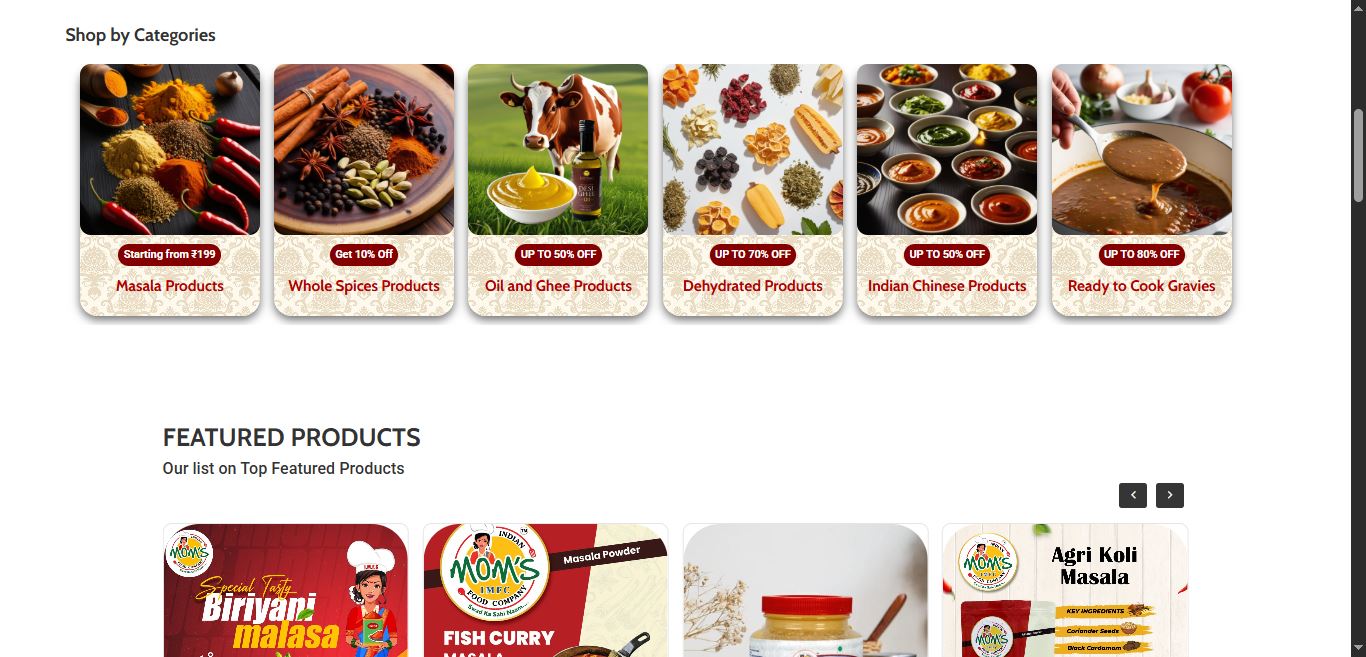 Shop by Categories
Starting from ₹199
Masala Products
Get 10% Off
Whole Spices Products
DESI
GHEE
UP TO 50% OFF
Oil and Ghee Products
UP TO 70% OFF
Dehydrated Products
UP TO 50% OFF
Indian Chinese Products
UP TO 80% OFF
Ready to Cook Gravies
FEATURED PRODUCTS
Our list on Top Featured Products
MOM'S
Special Tasty
Biriyani
malasa
INDIAN
MOM'S
IMFC
FOOD COMPANY
Swad Ka Sahi Naam...
TM
Masala Powder
FISH CURRY
MASALA
MOM'S
Agri Koli
Masala
KEY INGREDIENTS
Coriander Seeds
Black Cardamom
MOM'S